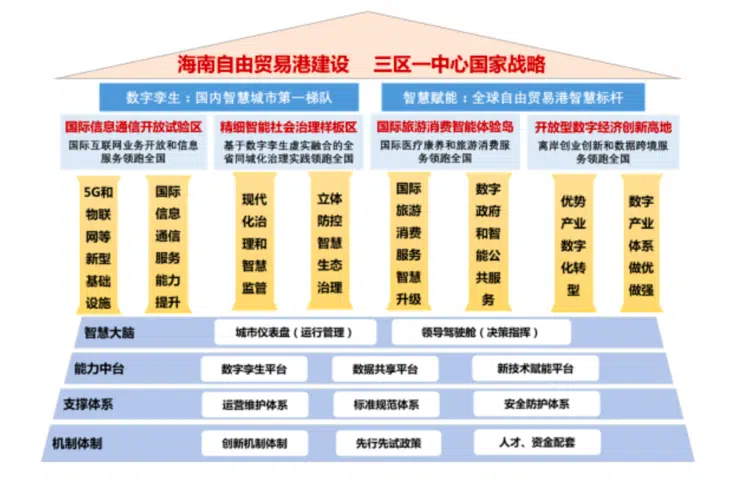 海南自由贸易港建设 三区一中心国家战略
数字孪生：国内智慧城市第一梯队
智慧赋能：全球自由贸易港智慧标杆
国际信息通信开放试验区
国际互联网业务开放和信息
服务领跑全国
精细智能社会治理样板区
基于数字孪生虚实融合的全
省同城化治理实践领跑全国
国际旅游消费智能体验岛
国际医疗康养和旅游消费服
务领跑全国
开放型数字经济创新高地
离岸创业创新和数据跨境服
务领跑全国
5G和
物联
网等
新型
基础
设施
国际
信息
通信
服务
能力
提升
现代
化治
理和
智慧
监管
立体
防控
智慧
生态
治理
国际
旅游
消费
服务
智慧
升级
数字
政府
和智
能公
共服
务
优势
产业
数字
化转
型
数字
产业
体系
做优
做强
智慧大脑
城市仪表盘（运行管理）
领导驾驶舱（决策指挥）
能力中台
数字孪生平台
数据共享平台
新技术赋能平台
支撑体系
运营维护体系
标准规范体系
安全防护体系
机制体制
创新机制体制
先行先试政策
人才、资金配套